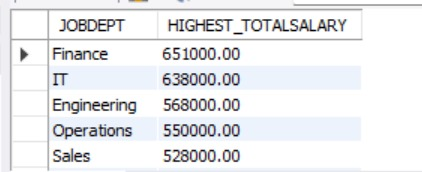 JOBDEPT HIGHEST_TOTALSALARY
Finance 651000.00
IT 638000.00
Engineering 568000.00
Operations 550000.00
Sales 528000.00